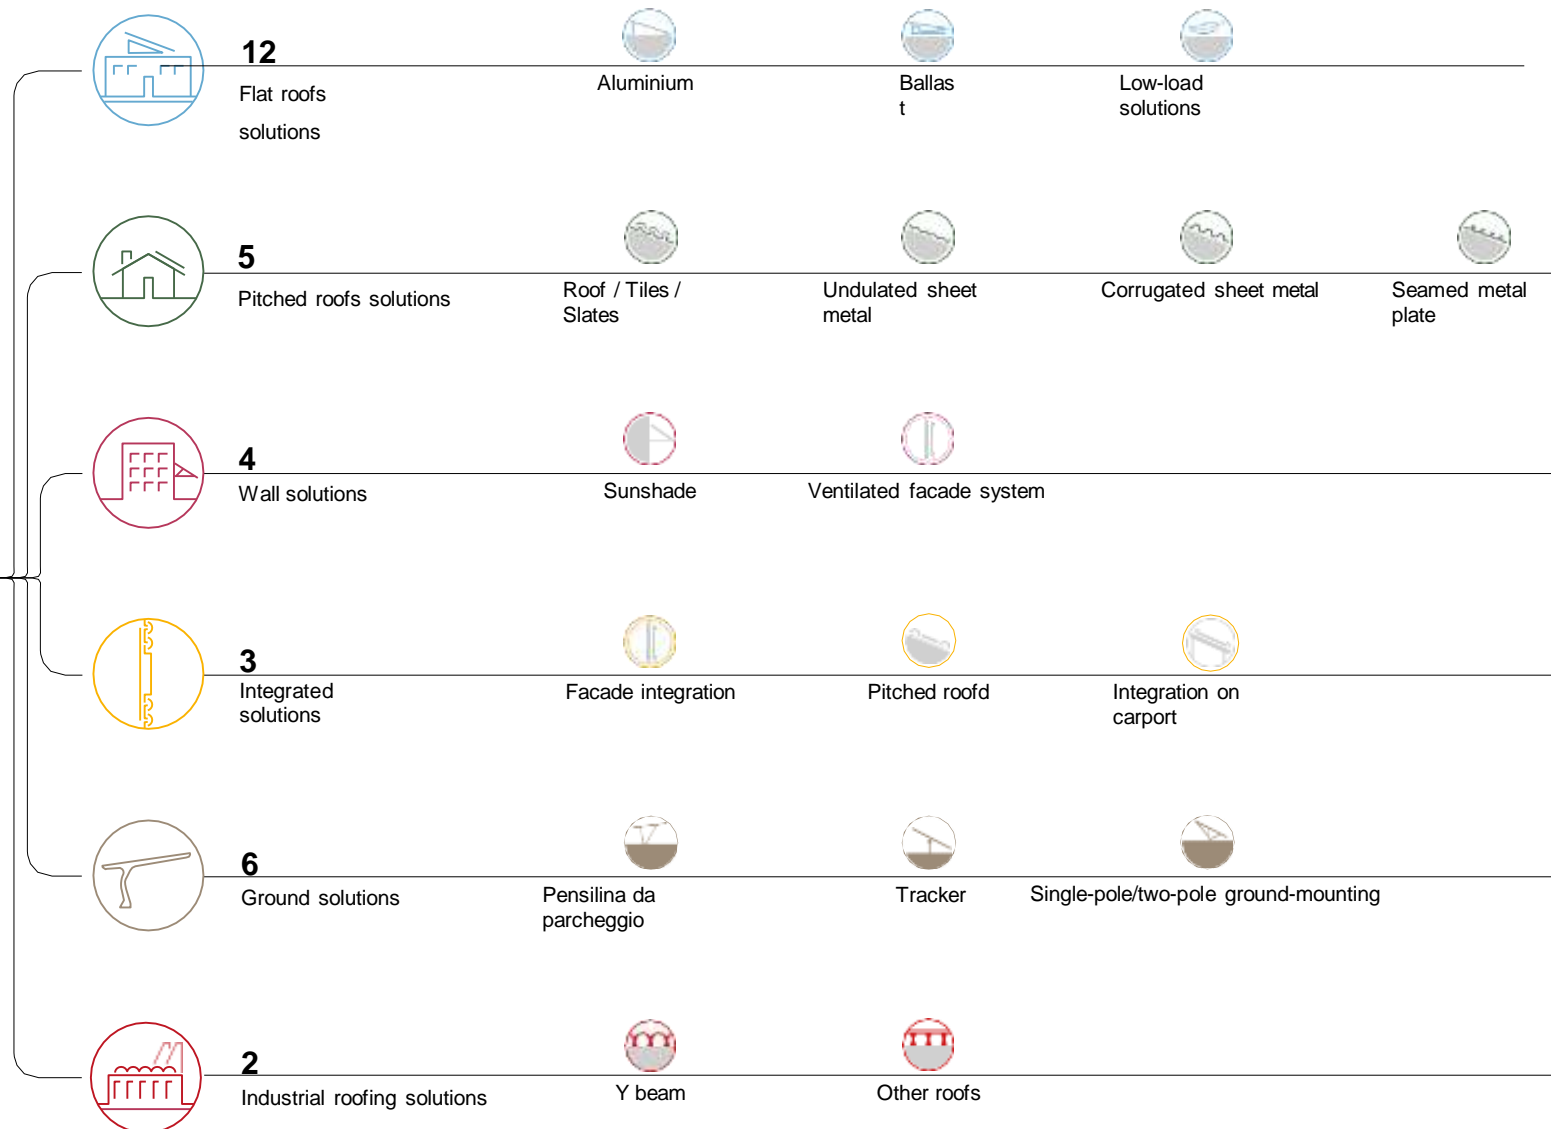 12
Flat roofs
solutions
Aluminium
Ballas
t
Low-load
solutions
5
Pitched roofs solutions
Roof / Tiles /
Slates
Undulated sheet
metal
Corrugated sheet metal
Seamed metal
plate
4
Wall solutions
Sunshade
Ventilated facade system
3
Integrated
solutions
Facade integration
Pitched roofd
Integration on
carport
6
Ground solutions
Pensilina da
parcheggio
Tracker
Single-pole/two-pole ground-mounting
2
Industrial roofing solutions
Y beam
Other roofs